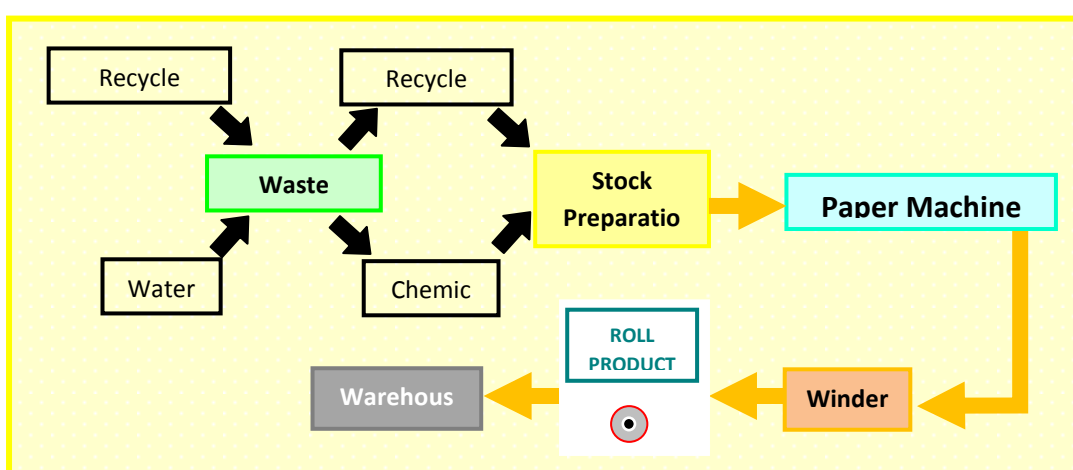 Recycle
Recycle
Waste
Stock
Preparatio
Paper Machine
Water
Chemic
ROLL
PRODUCT
Warehous
Winder